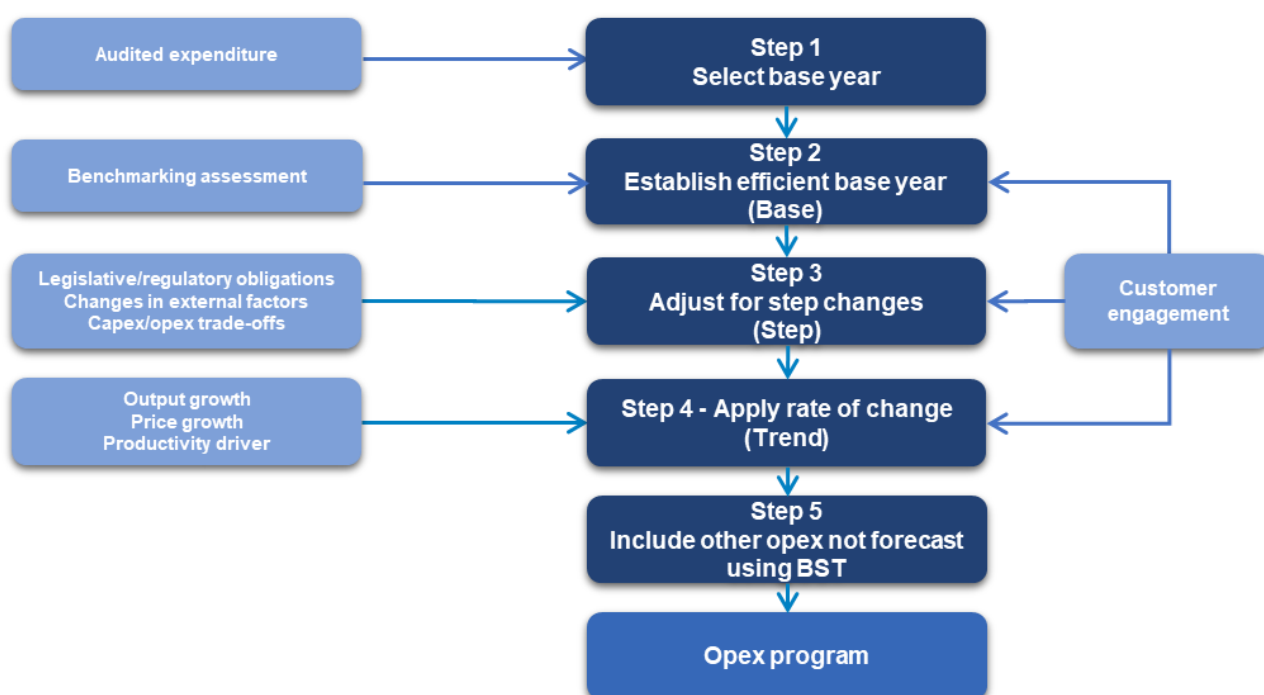 Audited expenditure
Step 1
Select base year
Benchmarking assessment
Step 2
Establish efficient base year
(Base)
Legislative/regulatory obligations
Changes in external factors
Capex/opex trade-offs
Step 3
Adjust for step changes
(Step)
Customer
engagement
Output growth
Price growth
Productivity driver
Step 4 - Apply rate of change
(Trend)
Step 5
Include other opex not forecast
using BST
Opex program